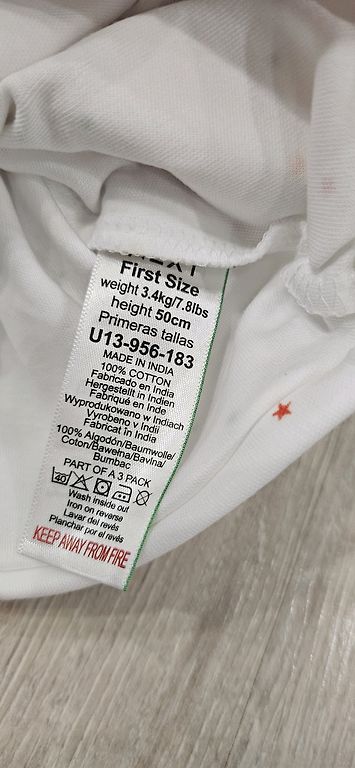 NEXT
First Size
weight 3.4kg/7.8lbs
height 50cm
Primeras tallas
U13-956-183
MADE IN INDIA
100% COTTON
Fabricado en India
Hergestellt in Indien
Fabriqué en Inde
Wyprodukowano w Indiach
Vyrobeno v Indii
Fabricat in India
100% Algodón/Baumwolle/
Coton/Bawełna/Bavlna/
Bumbac
PART OF A 3 PACK
40
Wash inside out
Iron on reverse
Lavar del revés
Planchar por el revés
KEEP AWAY FROM FIRE